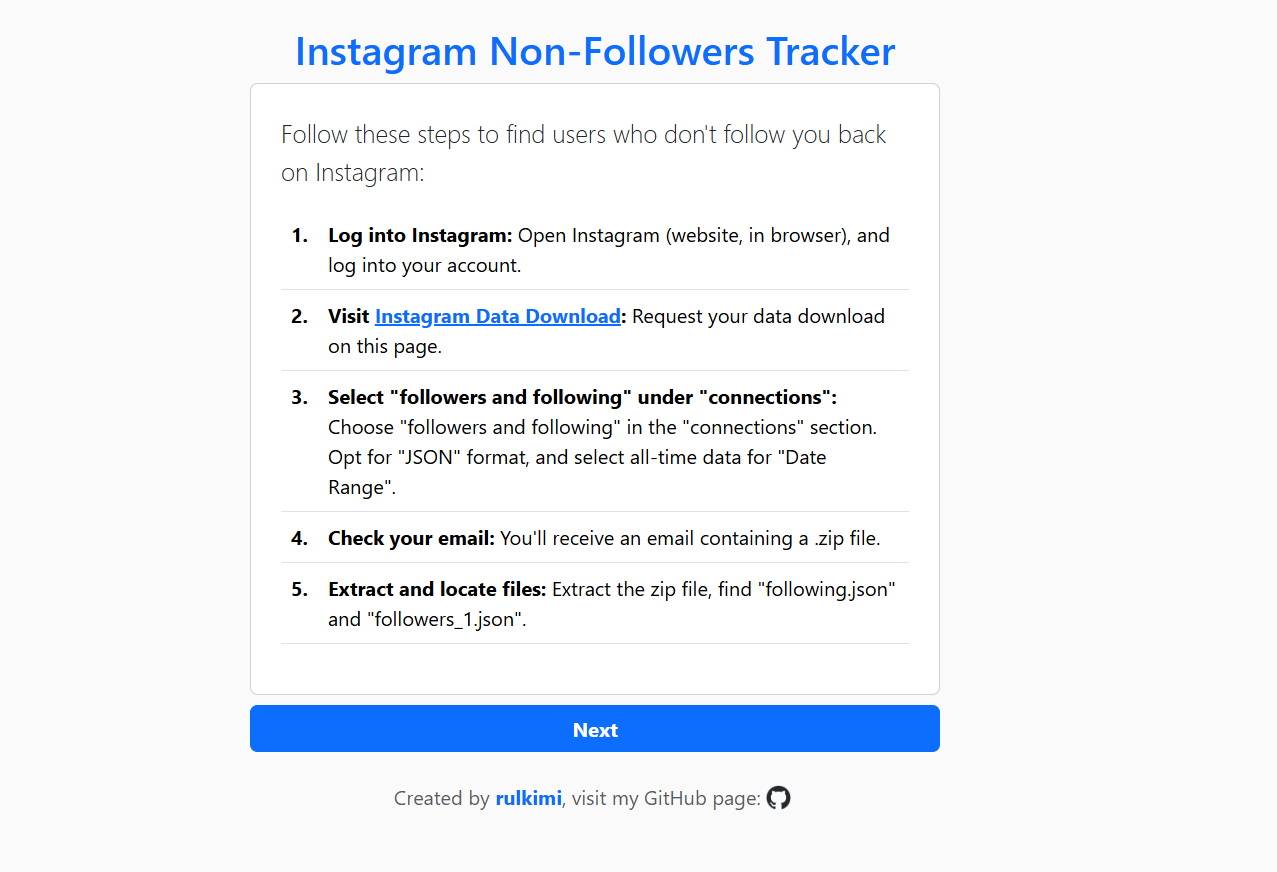 Instagram Non-Followers Tracker
Follow these steps to find users who don't follow you back
on Instagram:
1. Log into Instagram: Open Instagram (website, in browser), and
log into your account.
2. Visit Instagram Data Download: Request your data download
on this page.
3. Select "followers and following" under "connections":
Choose "followers and following" in the "connections" section.
Opt for "JSON" format, and select all-time data for "Date
Range".
4. Check your email: You'll receive an email containing a .zip file.
5. Extract and locate files: Extract the zip file, find "following.json"
and "followers_1.json".
Next
Created by rulkimi, visit my GitHub page: